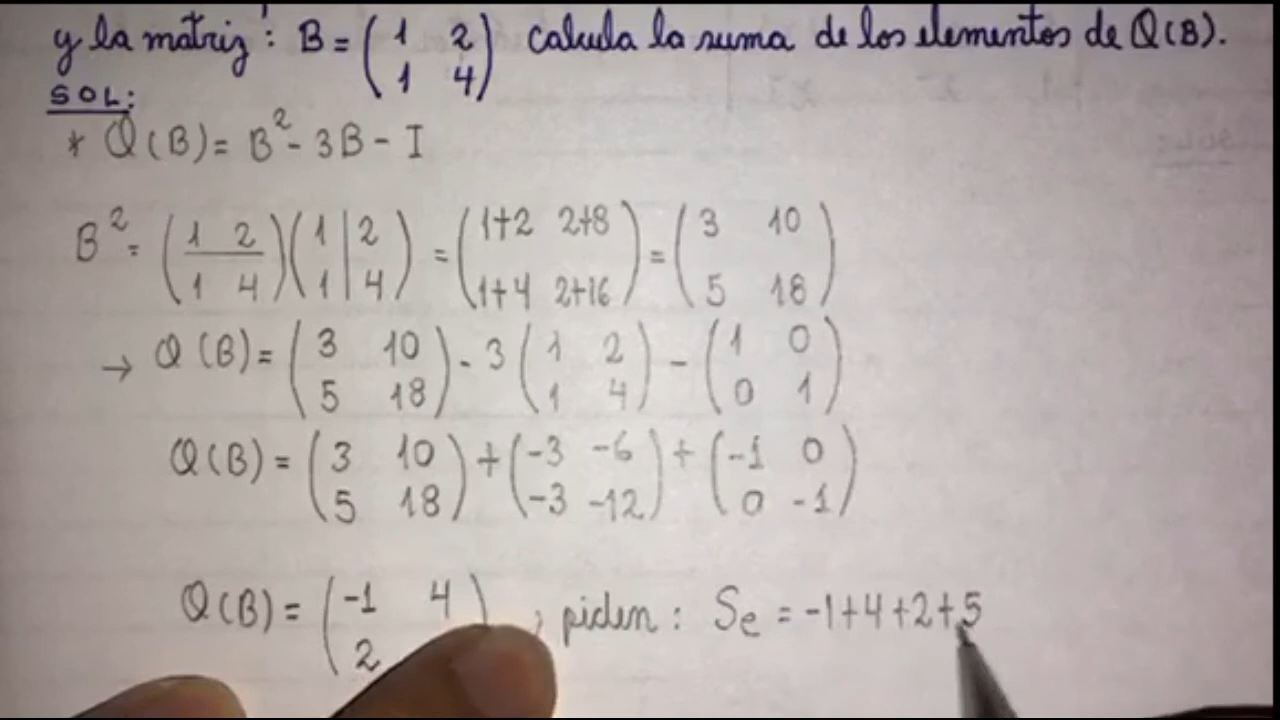 y la matriz: B = (1 2
1 4) calcula la suma de los elementos de Q(B).
SOL:
* Q(B) = B² - 3B - I
B² = (1 2
1 4)(1 | 2
1 | 4) = (1+2 2+8
1+4 2+16) = (3 10
5 18)
→ Q(B) = (3 10
5 18) - 3(1 2
1 4) - (1 0
0 1)
Q(B) = (3 10
5 18) + (-3 -6
-3 -12) + (-1 0
0 -1)
Q(B) = (-1 4
2 , piden: Se = -1+4+2+5